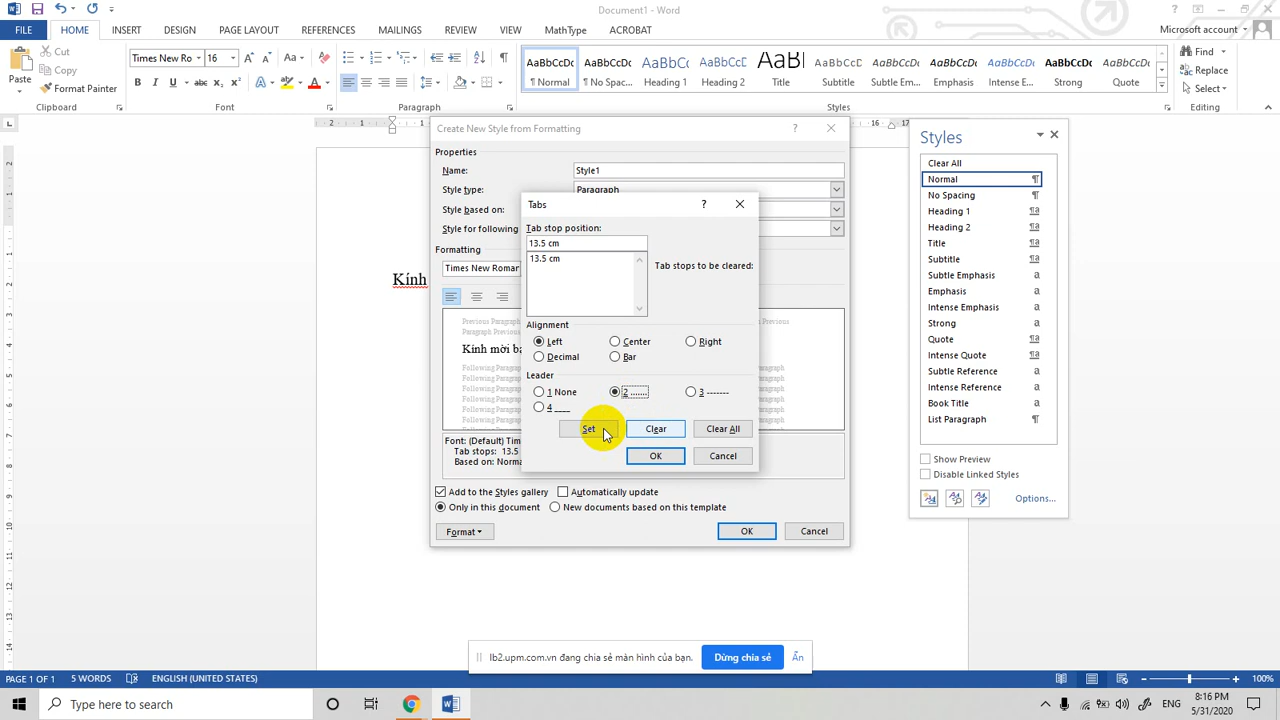 Document1 - Word
FILE HOME INSERT DESIGN PAGE LAYOUT REFERENCES MAILINGS REVIEW VIEW MathType ACROBAT Microsoft account
Paste
Cut
Copy
Format Painter
Clipboard
Times New Ro 16
B I U abc X₂ X²
Font
Paragraph
AaBbCcDc AaBbCcDc AaBbCc AaBbCcC AaBl AaBbCcD AaBbCcDc AaBbCcDc AaBbCcDc AaBbCcDc AaBbCcDc
¶ Normal ¶ No Spac... Heading 1 Heading 2 Title Subtitle Subtle Em... Emphasis Intense E... Strong Quote
Styles
Find
Replace
Select
Editing
Kính
Create New Style from Formatting
Properties
Name: Style1
Style type: Paragraph
Style based on:
Style for following
Formatting
Times New Roman
Previous Paragraph Previous
Kính mời bạ
Font: (Default) Tim
Tab stops: 13.5
Based on: Norma
Add to the Styles gallery Automatically update
Only in this document New documents based on this template
Format OK Cancel
Tabs
Tab stop position:
13.5 cm
13.5 cm
Tab stops to be cleared:
Alignment
Left Center Right
Decimal Bar
Leader
1 None 2 ....... 3 -------
4 ____
Set Clear Clear All
OK Cancel
Styles
Clear All
Normal
No Spacing
Heading 1
Heading 2
Title
Subtitle
Subtle Emphasis
Emphasis
Intense Emphasis
Strong
Quote
Intense Quote
Subtle Reference
Intense Reference
Book Title
List Paragraph
Show Preview
Disable Linked Styles
Options...
lb2.upm.com.vn đang chia sẻ màn hình của bạn. Dừng chia sẻ Ẩn
PAGE 1 OF 1 5 WORDS ENGLISH (UNITED STATES) 100%
Type here to search
ENG
8:16 PM
5/31/2020